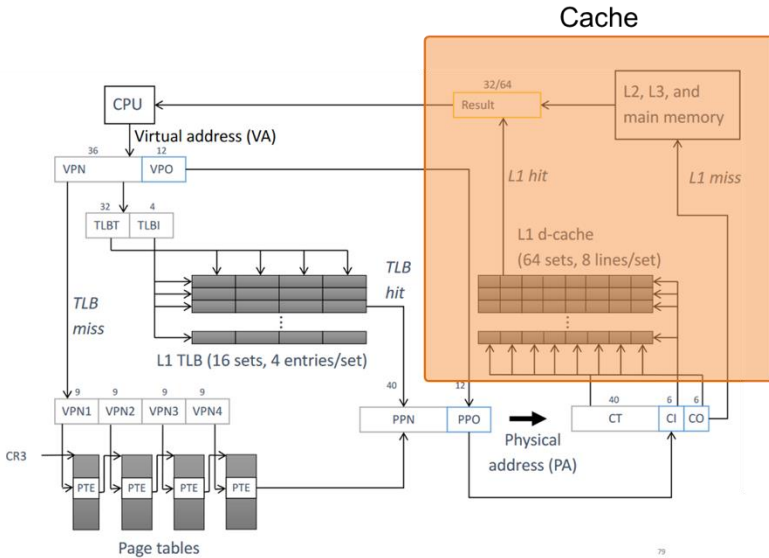 Cache
32/64
CPU
Result
L2, L3, and
main memory
Virtual address (VA)
36
12
VPN
VPO
L1 hit
L1 miss
32
4
TLBT
TLBI
L1 d-cache
(64 sets, 8 lines/set)
TLB
hit
TLB
miss
...
...
L1 TLB (16 sets, 4 entries/set)
9
9
9
9
40
12
40
6
6
VPN1
VPN2
VPN3
VPN4
PPN
PPO
CT
CI
CO
Physical
address (PA)
CR3
PTE
PTE
PTE
PTE
Page tables
79